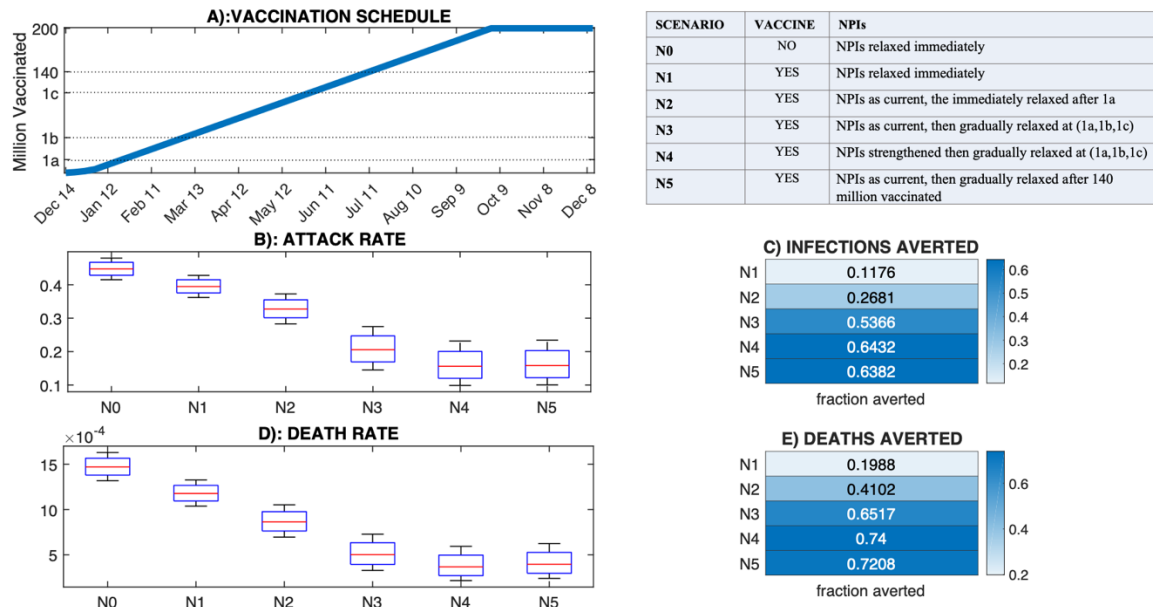 A):VACCINATION SCHEDULE
Million Vaccinated
200
140
1c
1b
1a
Dec 14
Jan 12
Feb 11
Mar 13
Apr 12
May 12
Jun 11
Jul 11
Aug 10
Sep 9
Oct 9
Nov 8
Dec 8
SCENARIO VACCINE NPIs
N0 NO NPIs relaxed immediately
N1 YES NPIs relaxed immediately
N2 YES NPIs as current, the immediately relaxed after 1a
N3 YES NPIs as current, then gradually relaxed at (1a,1b,1c)
N4 YES NPIs strengthened then gradually relaxed at (1a,1b,1c)
N5 YES NPIs as current, then gradually relaxed after 140
million vaccinated
B): ATTACK RATE
0.4
0.3
0.2
0.1
N0 N1 N2 N3 N4 N5
C) INFECTIONS AVERTED
N1 0.1176
N2 0.2681
N3 0.5366
N4 0.6432
N5 0.6382
fraction averted
0.6
0.5
0.4
0.3
0.2
D): DEATH RATE
×10-4
15
10
5
N0 N1 N2 N3 N4 N5
E) DEATHS AVERTED
N1 0.1988
N2 0.4102
N3 0.6517
N4 0.74
N5 0.7208
fraction averted
0.6
0.4
0.2